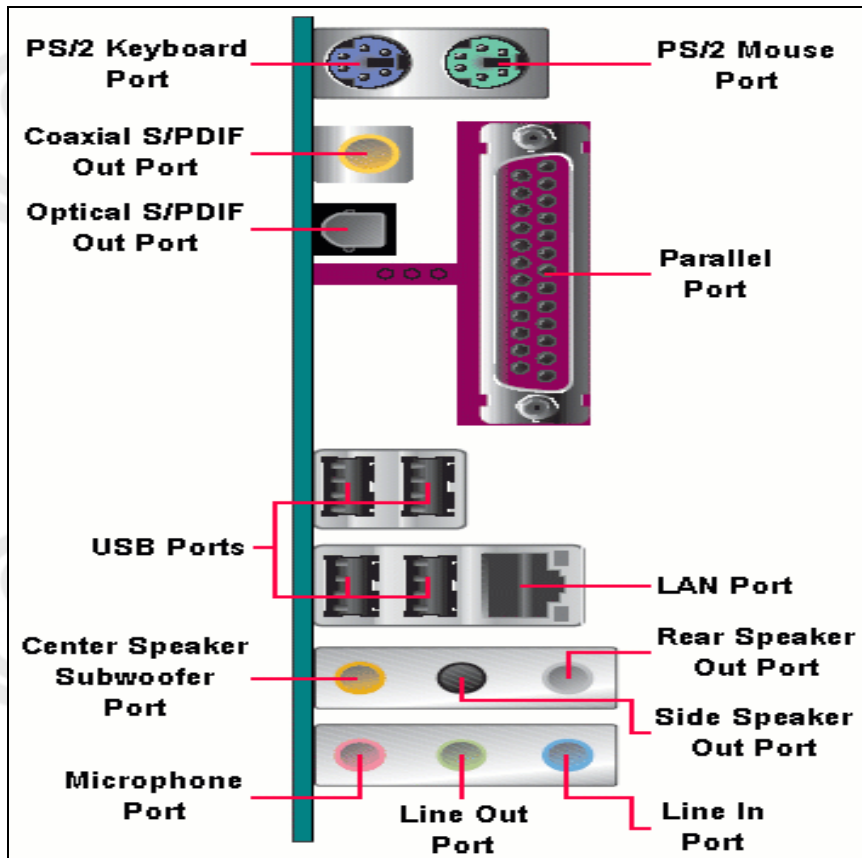 PS/2 Keyboard
Port
PS/2 Mouse
Port
Coaxial S/PDIF
Out Port
Optical S/PDIF
Out Port
Parallel
Port
USB Ports
LAN Port
Center Speaker
Subwoofer
Port
Rear Speaker
Out Port
Side Speaker
Out Port
Microphone
Port
Line Out
Port
Line In
Port